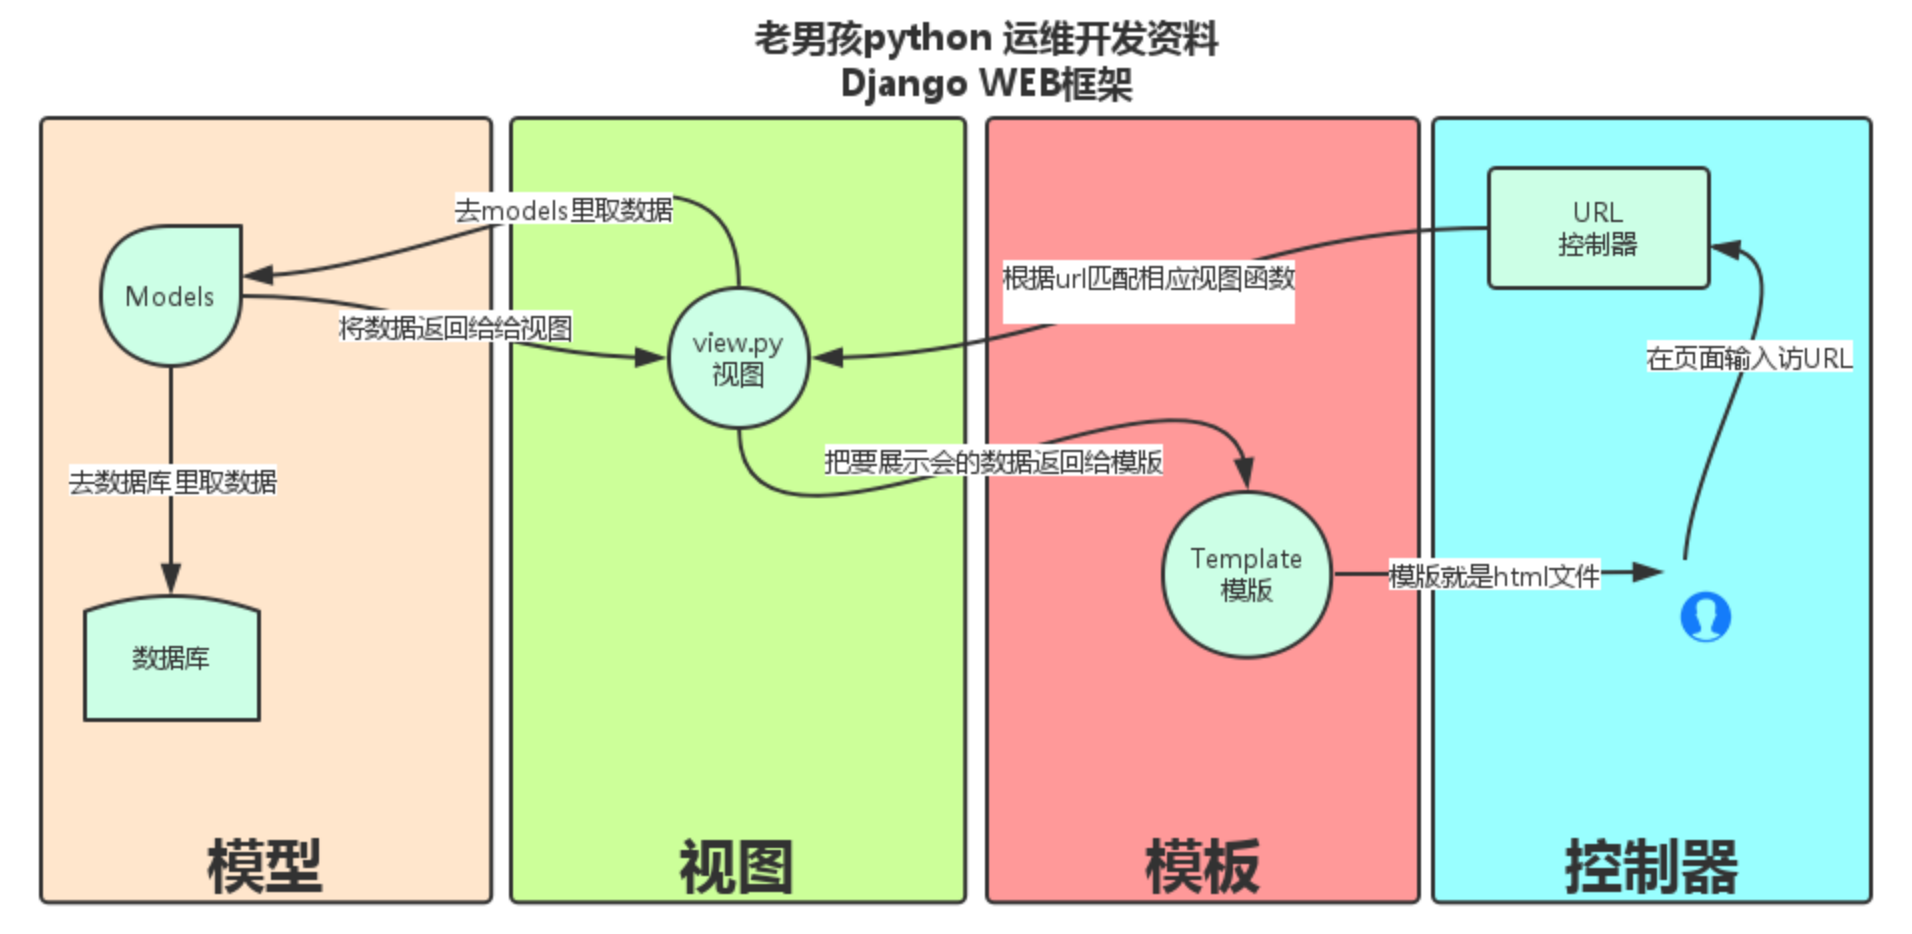 老男孩python 运维开发资料
Django WEB框架
去models里取数据
URL
控制器
根据url匹配相应视图函数
Models
将数据返回给给视图
view.py
视图
在页面输入访URL
把要展示会的数据返回给模版
去数据库里取数据
Template
模版
模版就是html文件
数据库
模型
视图
模板
控制器